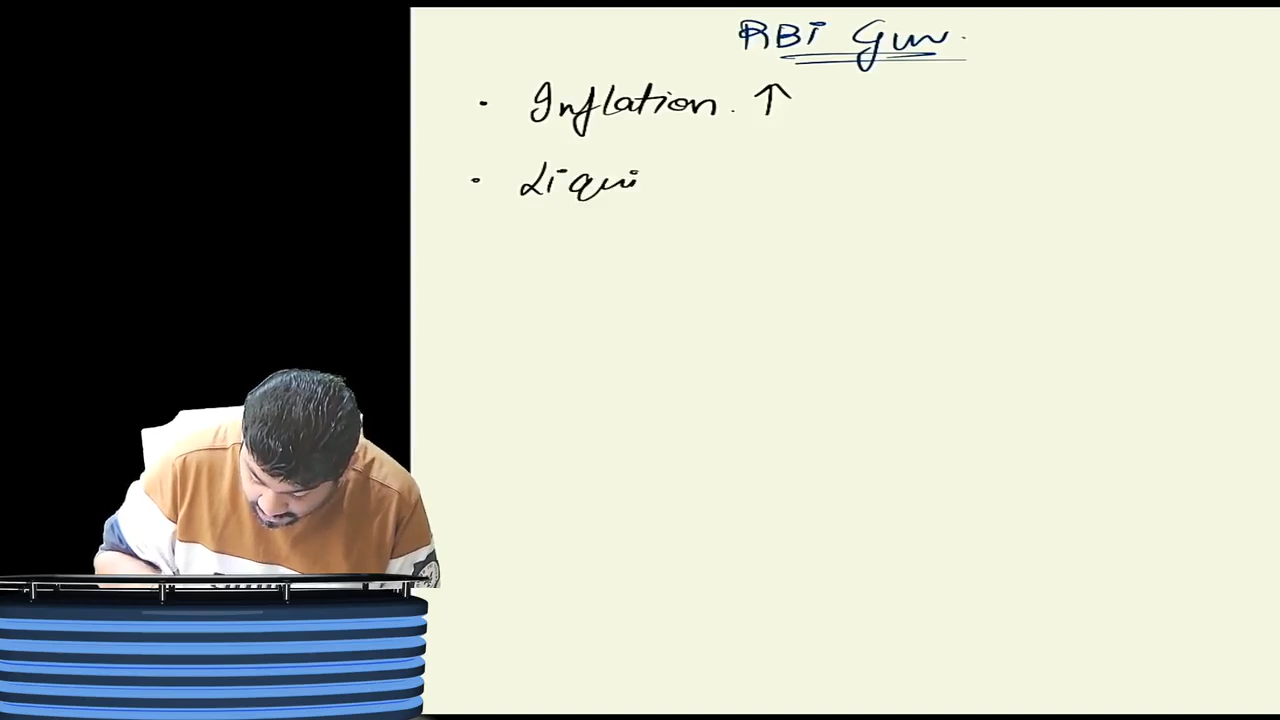 RBi Guv.
• Inflation. ↑
• Liqui